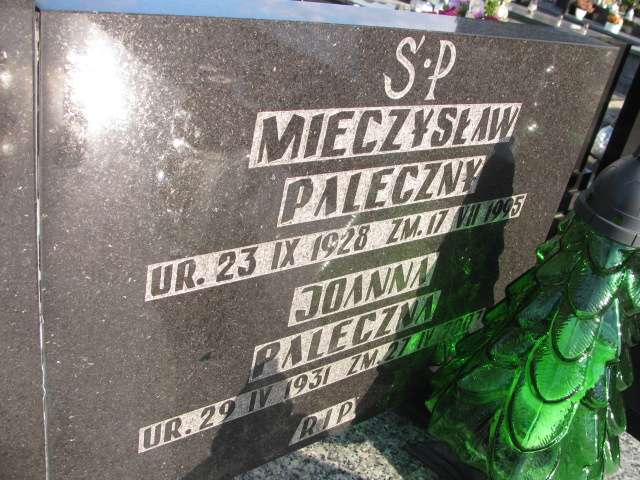 Ś·P
MIECZYSŁAW
PALECZNY
UR. 23 IX 1928 ZM. 17 VII 1995
JOANNA
PALECZNA
UR. 29 IV 1931 ZM. 27 IV
R.I.P.